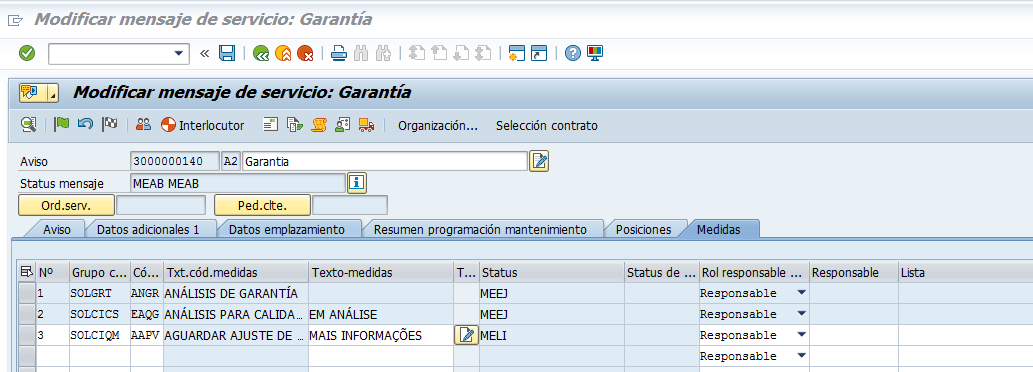 Modificar mensaje de servicio: Garantía
Modificar mensaje de servicio: Garantía
Interlocutor Organización... Selección contrato
Aviso 3000000140 A2 Garantia
Status mensaje MEAB MEAB
Ord.serv. Ped.clte.
Aviso Datos adicionales 1 Datos emplazamiento Resumen programación mantenimiento Posiciones Medidas
Nº Grupo c... Có... Txt.cód.medidas Texto-medidas T... Status Status de ... Rol responsable ... Responsable Lista
1 SOLGRT ANGR ANÁLISIS DE GARANTÍA MEEJ Responsable
2 SOLCICS EAQG ANÁLISIS PARA CALIDA... EM ANÁLISE MEEJ Responsable
3 SOLCIQM AAPV AGUARDAR AJUSTE DE ... MAIS INFORMAÇÕES MELI Responsable
Responsable